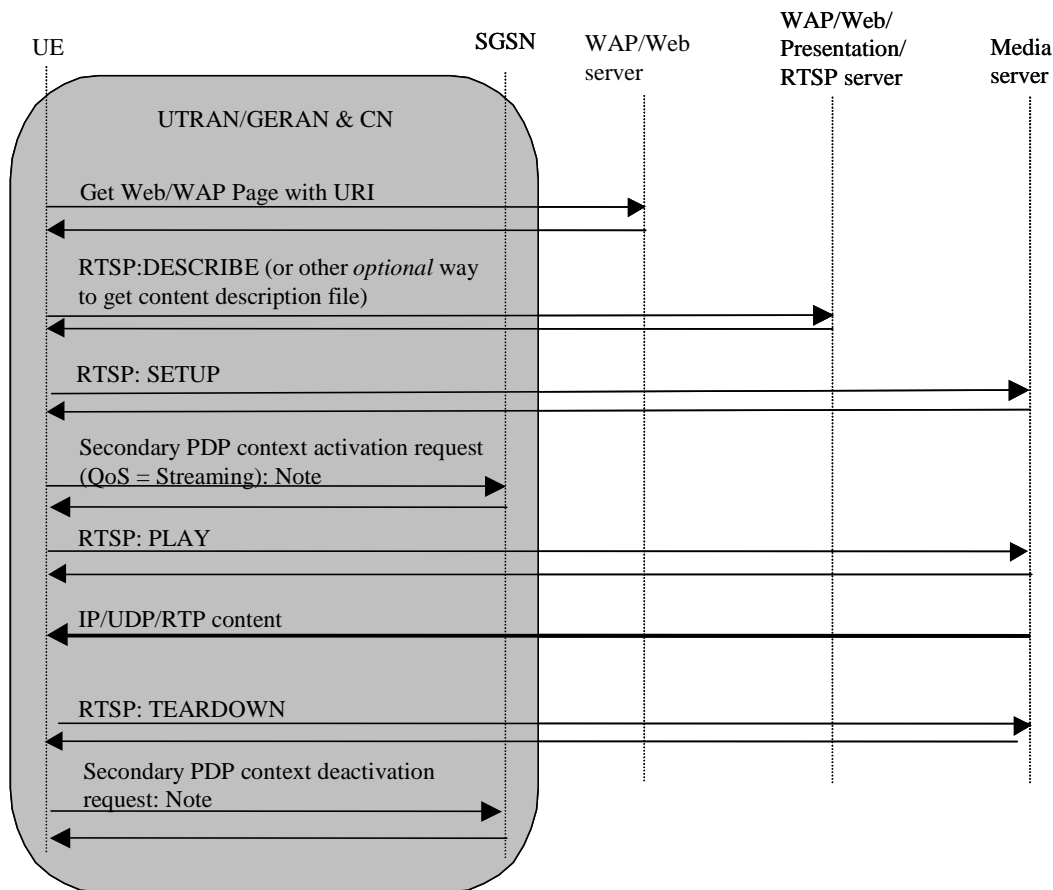 UE
SGSN
WAP/Web
server
WAP/Web/
Presentation/
RTSP server
Media
server
UTRAN/GERAN & CN
Get Web/WAP Page with URI
RTSP:DESCRIBE (or other optional way
to get content description file)
RTSP: SETUP
Secondary PDP context activation request
(QoS = Streaming): Note
RTSP: PLAY
IP/UDP/RTP content
RTSP: TEARDOWN
Secondary PDP context deactivation
request: Note